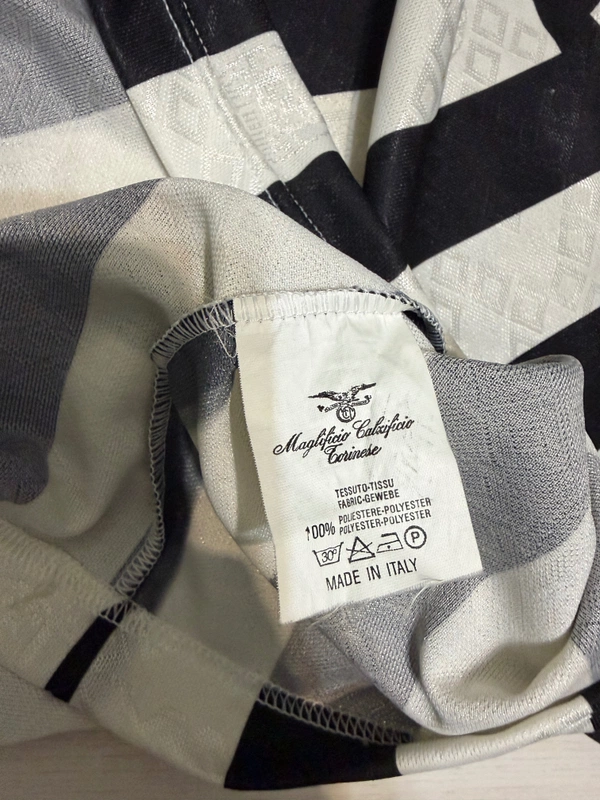 Maglificio Calzificio
Torinese
TESSUTO-TISSU
FABRIC-GEWEBE
100% POLIESTERE-POLYESTER
POLYESTER-POLYESTER
30°
P
MADE IN ITALY